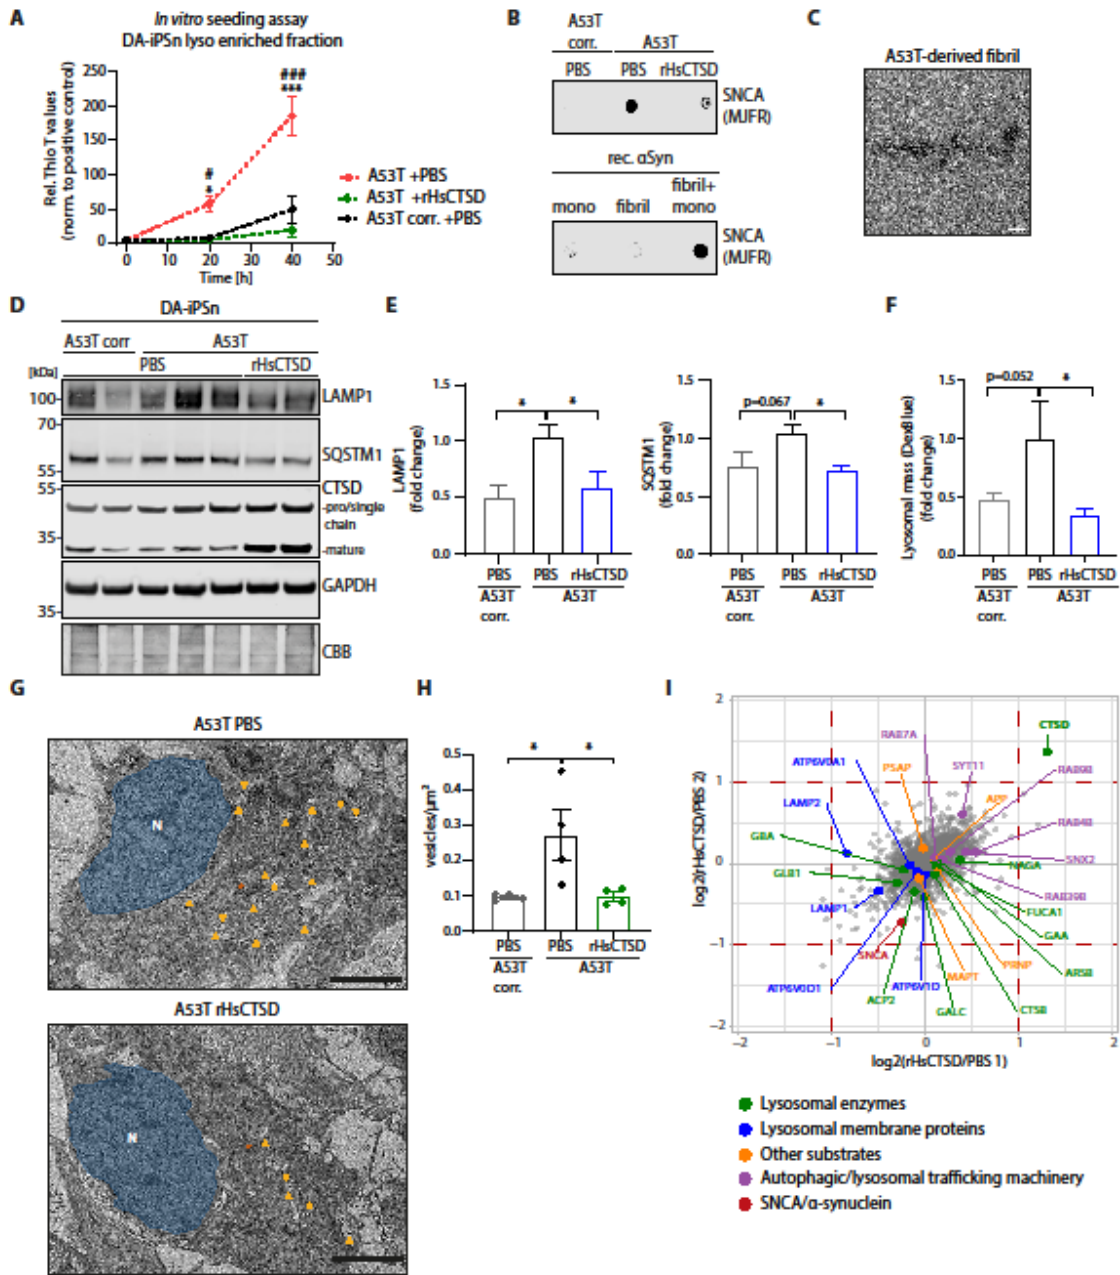 A
In vitro seeding assay
DA-iPSn lyso enriched fraction
Rel. Thio T values
(norm. to positive control)
250
200
150
100
50
0
###
***
#
*
0 10 20 30 40 50
Time [h]
A53T +PBS
A53T +rHsCTSD
A53T corr. +PBS
B
A53T corr.
A53T
PBS PBS rHsCTSD
SNCA
(MJFR)
rec. αSyn
mono fibril fibril+
mono
SNCA
(MJFR)
C
A53T-derived fibril
D
DA-iPSn
A53T corr A53T
PBS rHsCTSD
[kDa]
100
LAMP1
70
SQSTM1
55
55
CTSD
-pro/single
chain
35
-mature
GAPDH
35
CBB
E
LAMP1
(fold change)
1.5
1.0
0.5
0.0
* *
PBS PBS rHsCTSD
A53T A53T
corr.
SQSTM1
(fold change)
1.5
1.0
0.5
0.0
p=0.067 *
PBS PBS rHsCTSD
A53T A53T
corr.
F
Lyosomal mass (DexBlue)
(fold change)
1.5
1.0
0.5
0.0
p=0.052 *
PBS PBS rHsCTSD
A53T A53T
corr.
G
A53T PBS
N
A53T rHsCTSD
N
H
vesicles/μm²
0.5
0.4
0.3
0.2
0.1
0.0
* *
PBS PBS rHsCTSD
A53T A53T
corr.
I
log2(rHsCTSD/PBS 2)
2
1
0
−1
−2
RAB7A
CTSD
ATP6V0A1
PSAP
SYT11
RAB9B
LAMP2
APP
GBA
RAB4B
GLB1
NAGA
SNX2
LAMP1
RAB39B
FUCA1
GAA
SNCA
PRNP
ARSB
ATP6V0D1
ATP6V1D
MAPT
ACP2
GALC
CTSB
−2 −1 0 1 2
log2(rHsCTSD/PBS 1)
Lysosomal enzymes
Lysosomal membrane proteins
Other substrates
Autophagic/lysosomal trafficking machinery
SNCA/α-synuclein